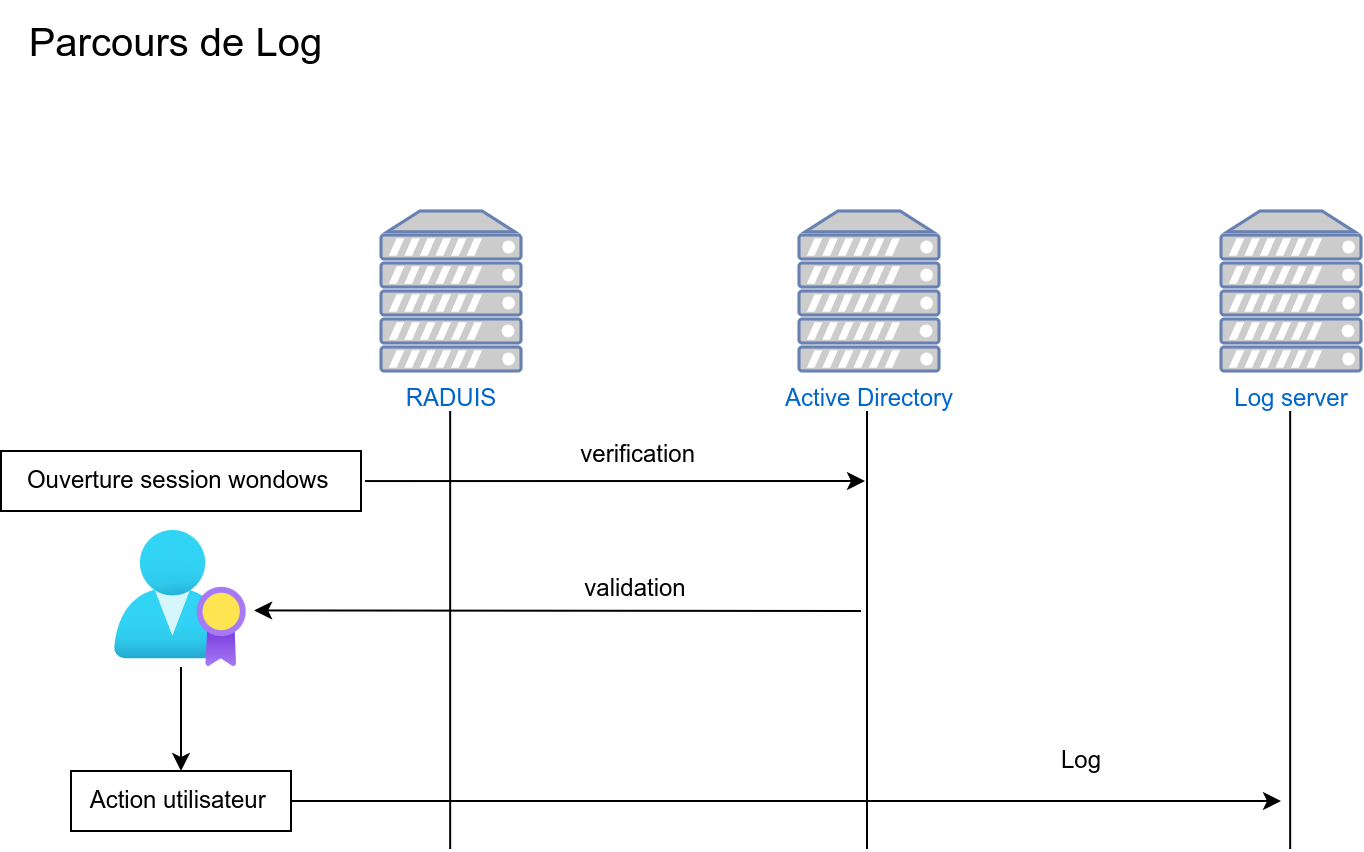 Parcours de Log
RADUIS
Active Directory
Log server
verification
Ouverture session wondows
validation
Log
Action utilisateur